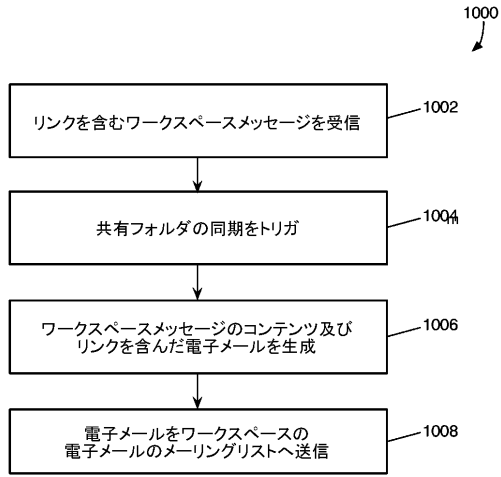 1000
リンクを含むワークスペースメッセージを受信
1002
共有フォルダの同期をトリガ
1004
m
ワークスペースメッセージのコンテンツ及び
リンクを含んだ電子メールを生成
1006
電子メールをワークスペースの
電子メールのメーリングリストへ送信
1008